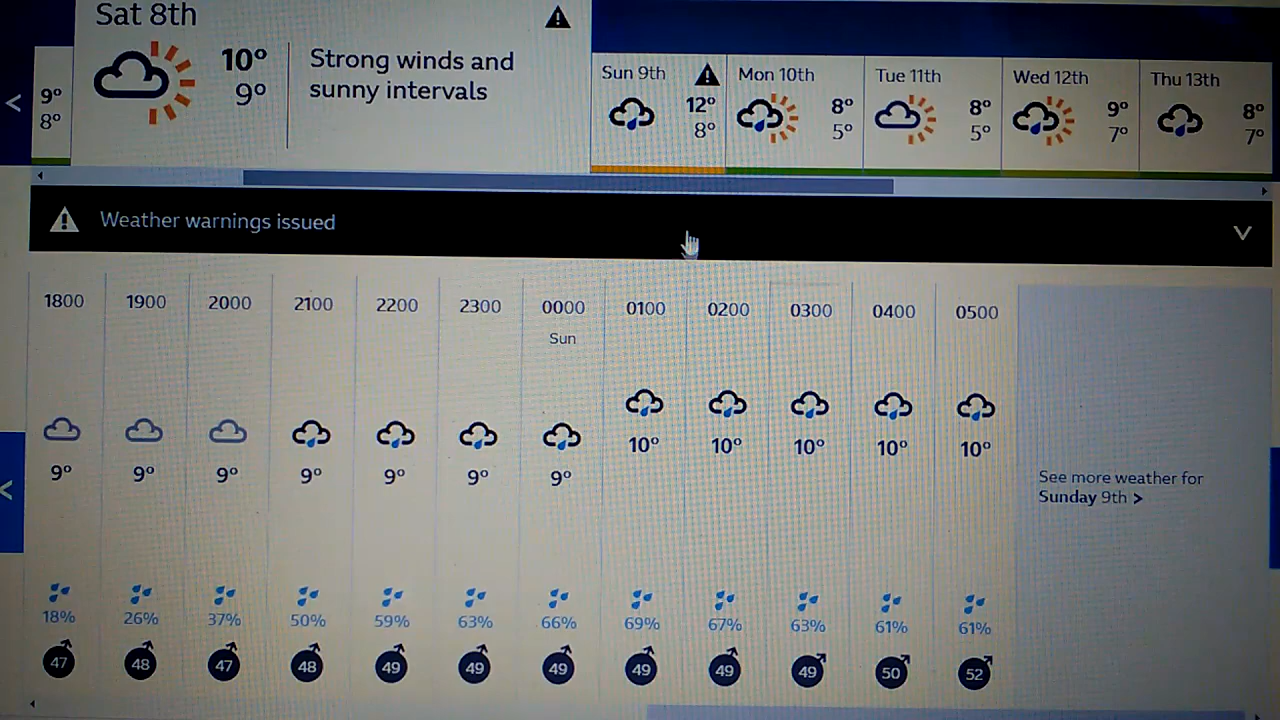 Sat 8th
10°
9°
Strong winds and
sunny intervals
<
9°
8°
Sun 9th
12°
8°
Mon 10th
8°
5°
Tue 11th
8°
5°
Wed 12th
9°
7°
Thu 13th
8°
7°
Weather warnings issued
1800 1900 2000 2100 2200 2300 0000 0100 0200 0300 0400 0500
Sun
9° 9° 9° 9° 9° 9° 9° 10° 10° 10° 10° 10°
See more weather for
Sunday 9th >
<
18% 26% 37% 50% 59% 63% 66% 69% 67% 63% 61% 61%
47 48 47 48 49 49 49 49 49 49 50 52